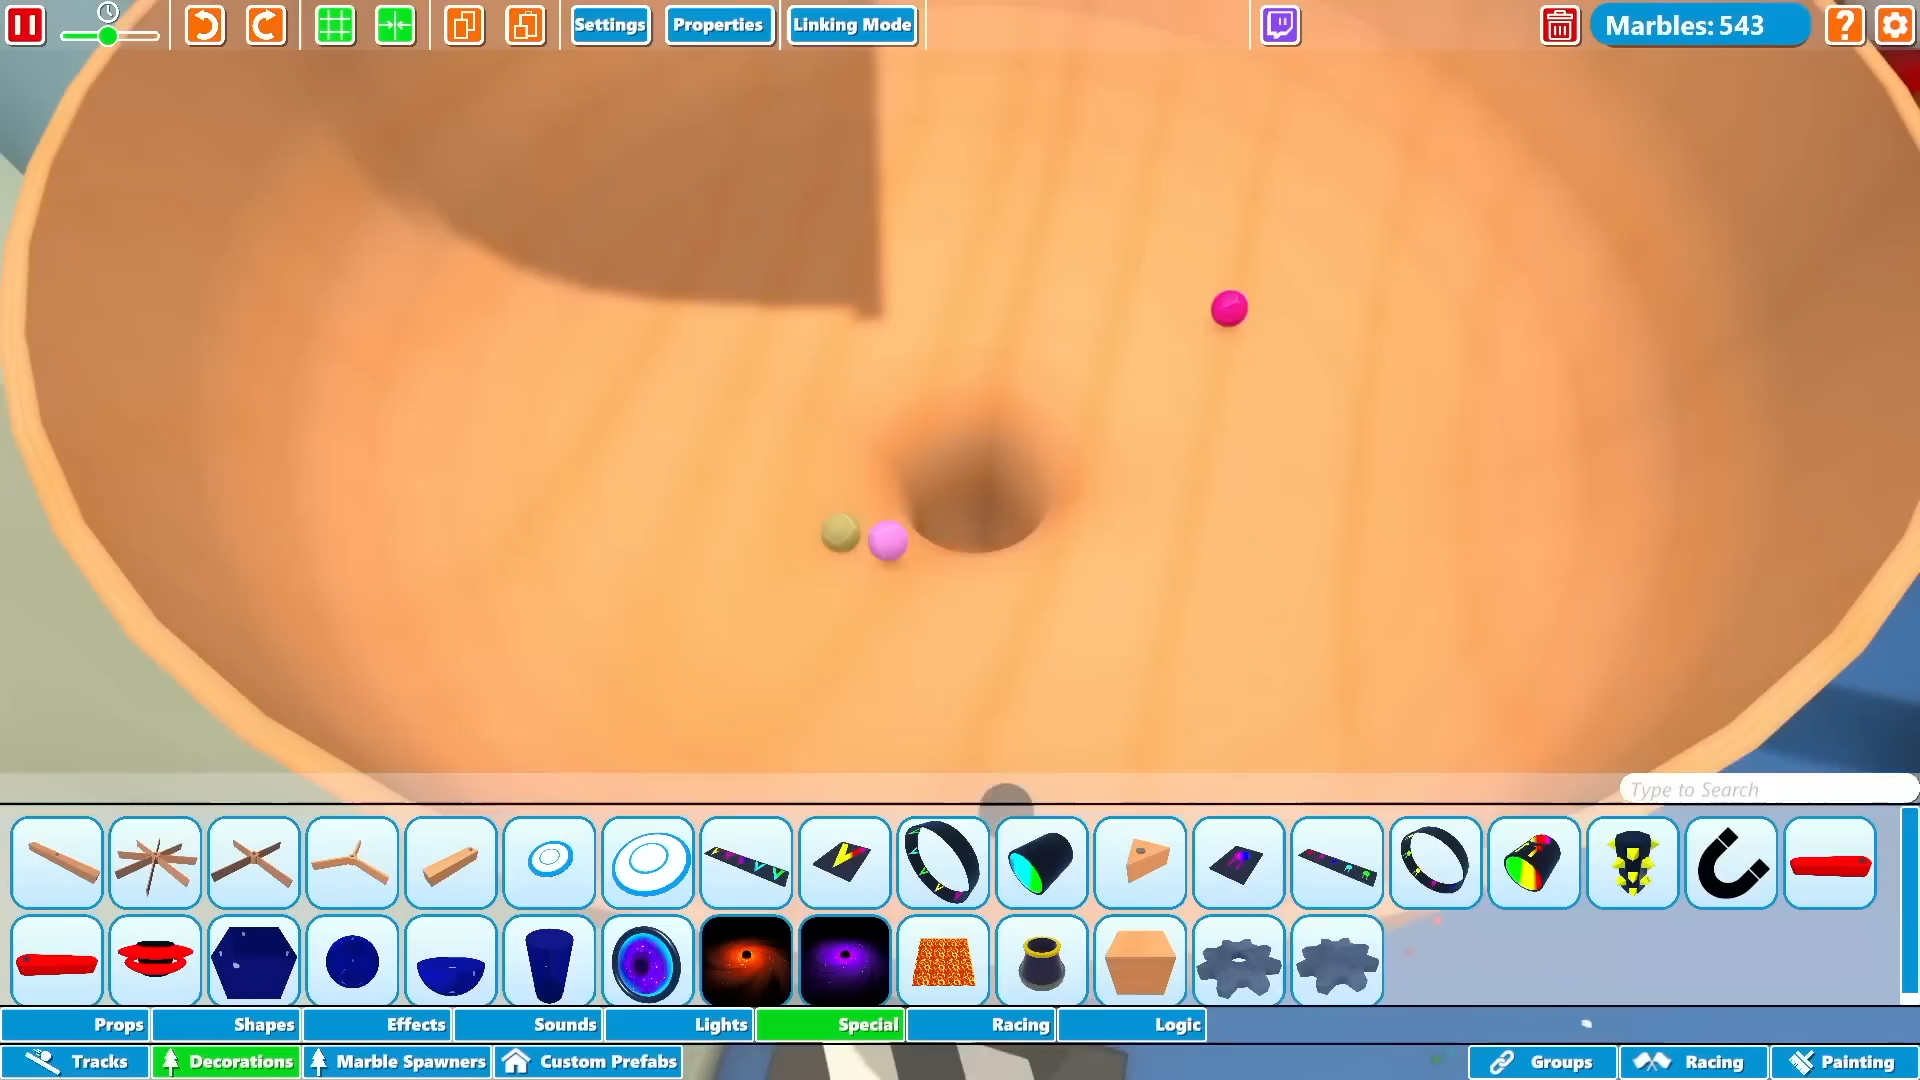 Settings
Properties
Linking Mode
Marbles: 543
?
Type to Search
Props
Shapes
Effects
Sounds
Lights
Special
Racing
Logic
Tracks
Decorations
Marble Spawners
Custom Prefabs
Groups
Racing
Painting